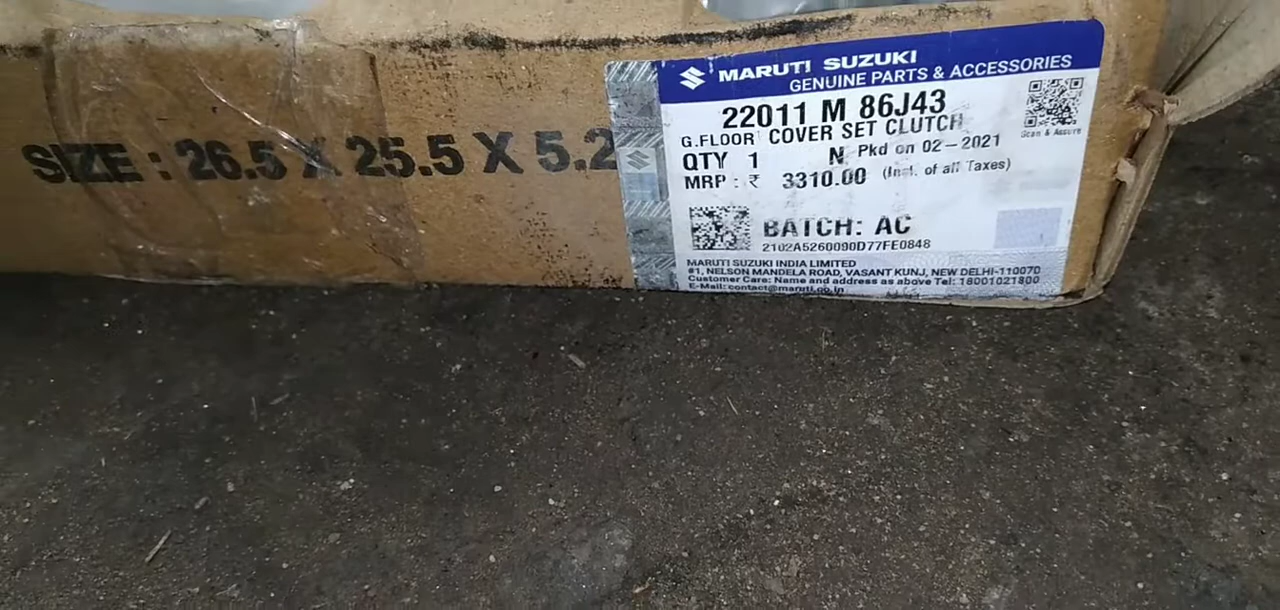 SIZE : 26.5 X 25.5 X 5.2
MARUTI SUZUKI
GENUINE PARTS & ACCESSORIES
22011 M 86J43
G.FLOOR COVER SET CLUTCH
Scan & Assure
QTY 1 N Pkd on 02-2021
MRP : ₹ 3310.00 (Incl. of all Taxes)
BATCH: AC
2102A5260090D77FE0848
MARUTI SUZUKI INDIA LIMITED
#1, NELSON MANDELA ROAD, VASANT KUNJ, NEW DELHI-110070
Customer Care: Name and address as above Tel: 18001021800
E-Mail: contact@maruti.co.in